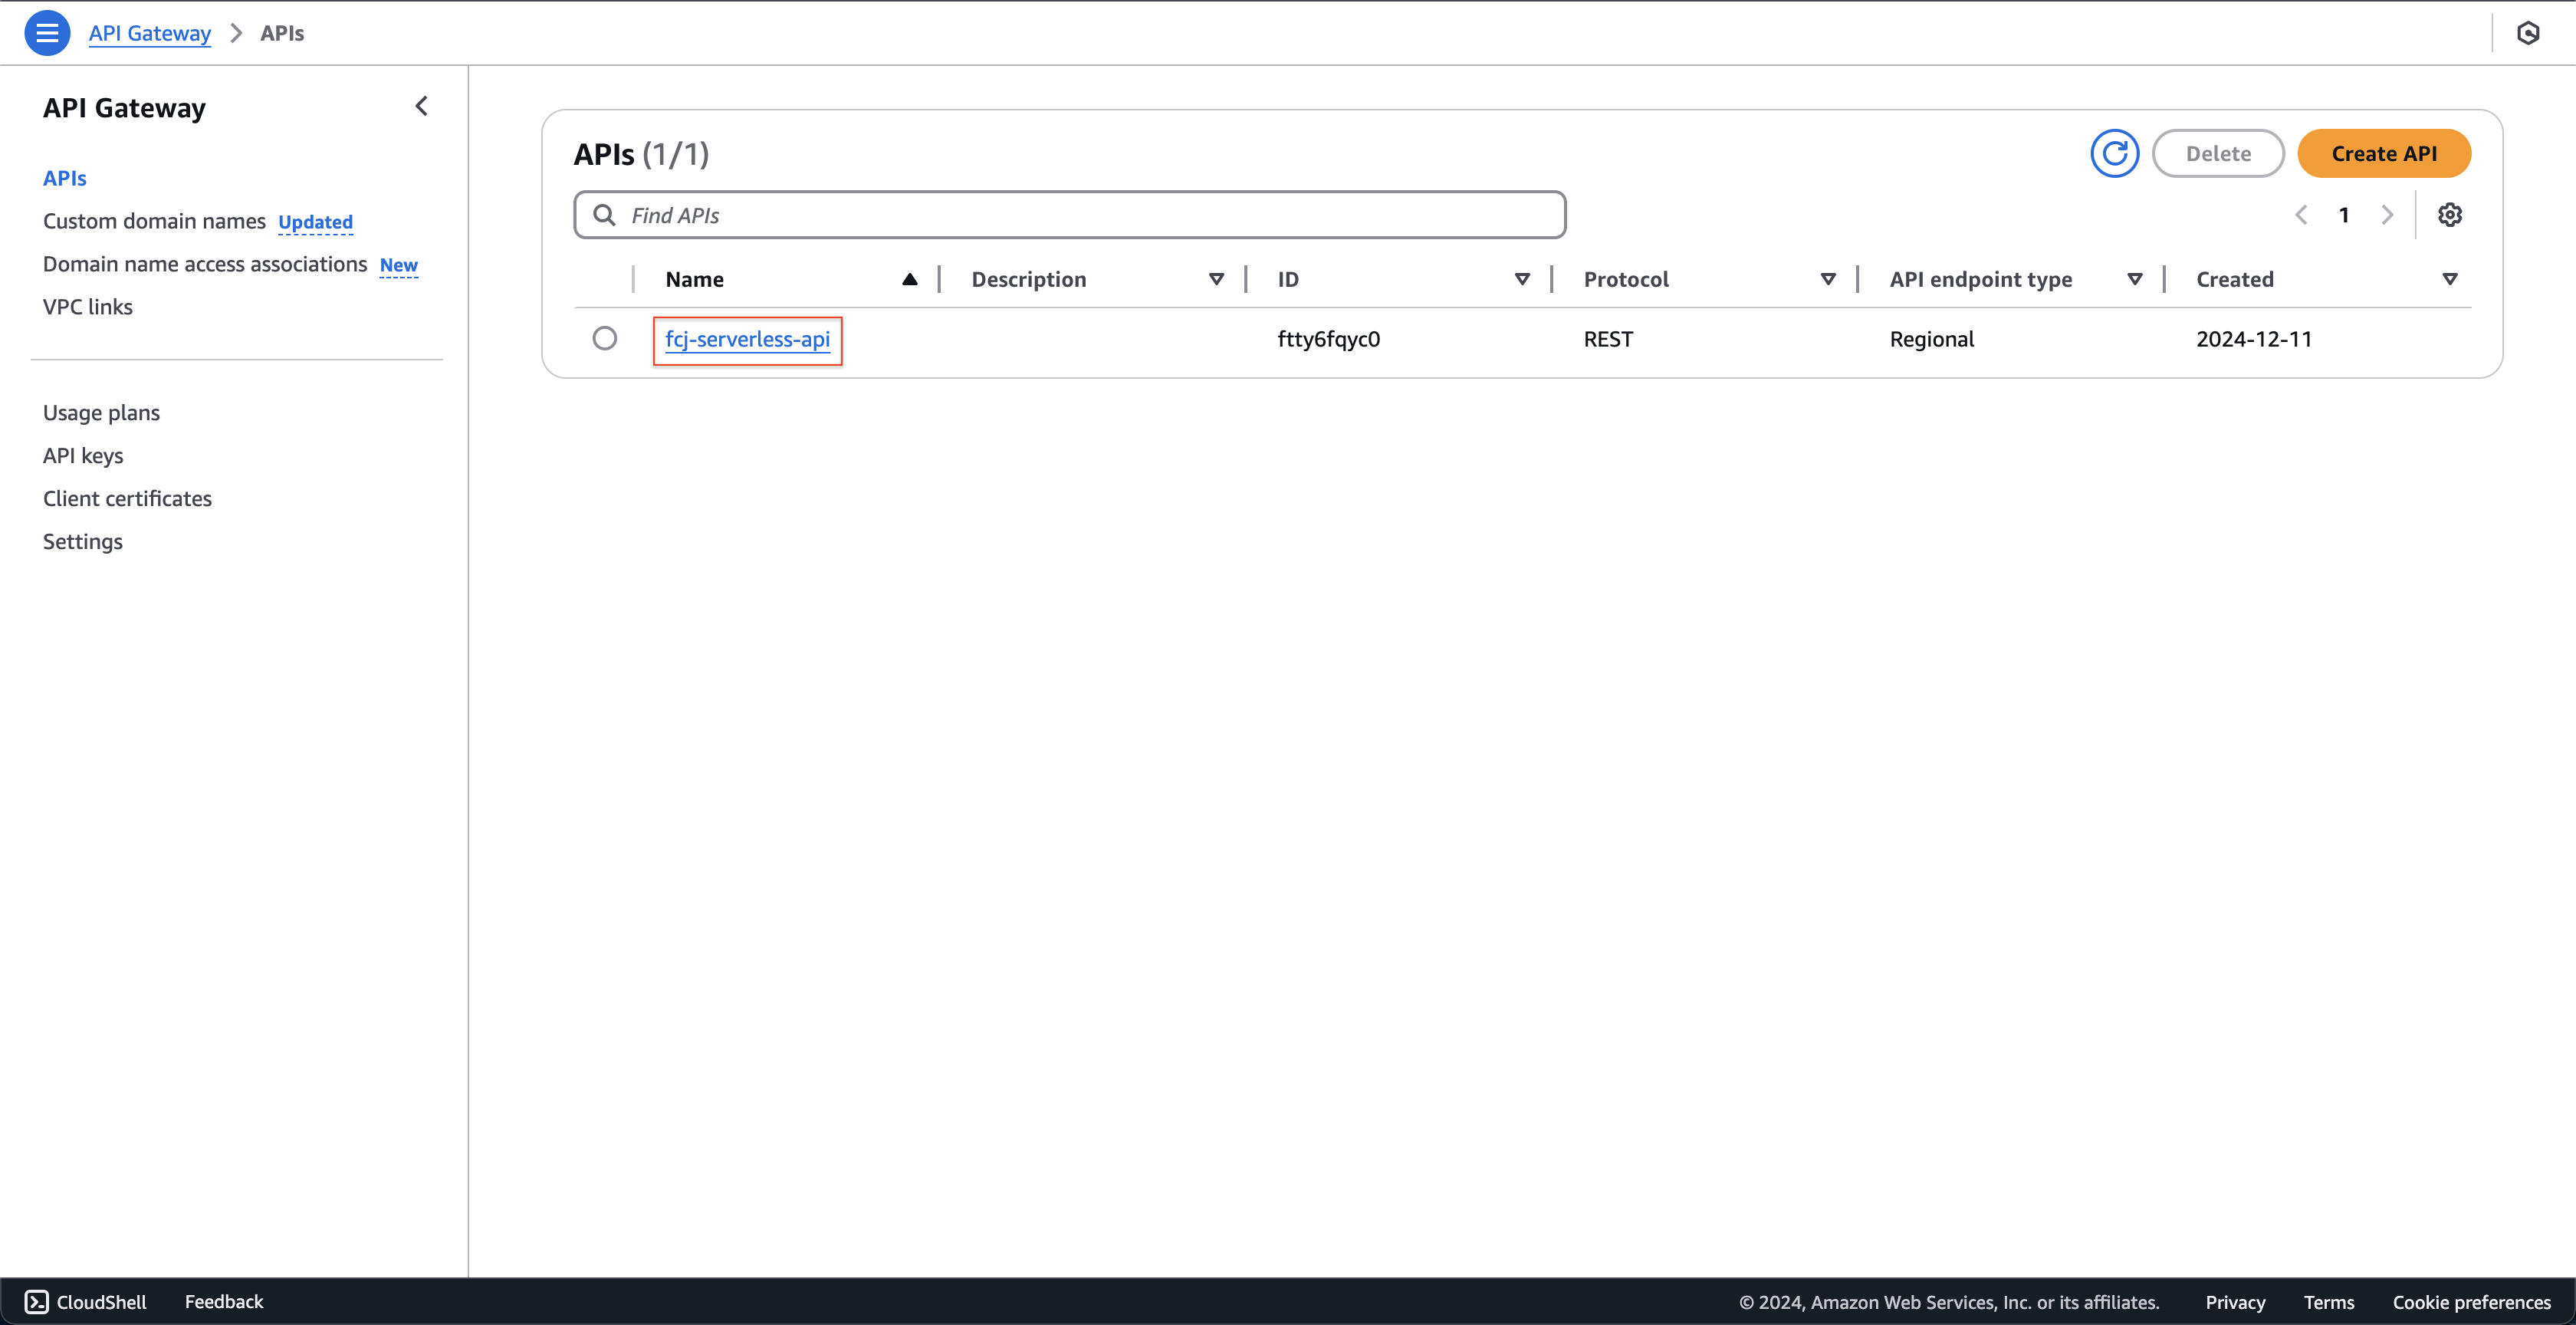 API Gateway > APIs
API Gateway
APIs
Custom domain names Updated
Domain name access associations New
VPC links
Usage plans
API keys
Client certificates
Settings
APIs (1/1)
Delete
Create API
Find APIs
1
Name Description ID Protocol API endpoint type Created
fcj-serverless-api ftty6fqyc0 REST Regional 2024-12-11
CloudShell Feedback © 2024, Amazon Web Services, Inc. or its affiliates. Privacy Terms Cookie preferences